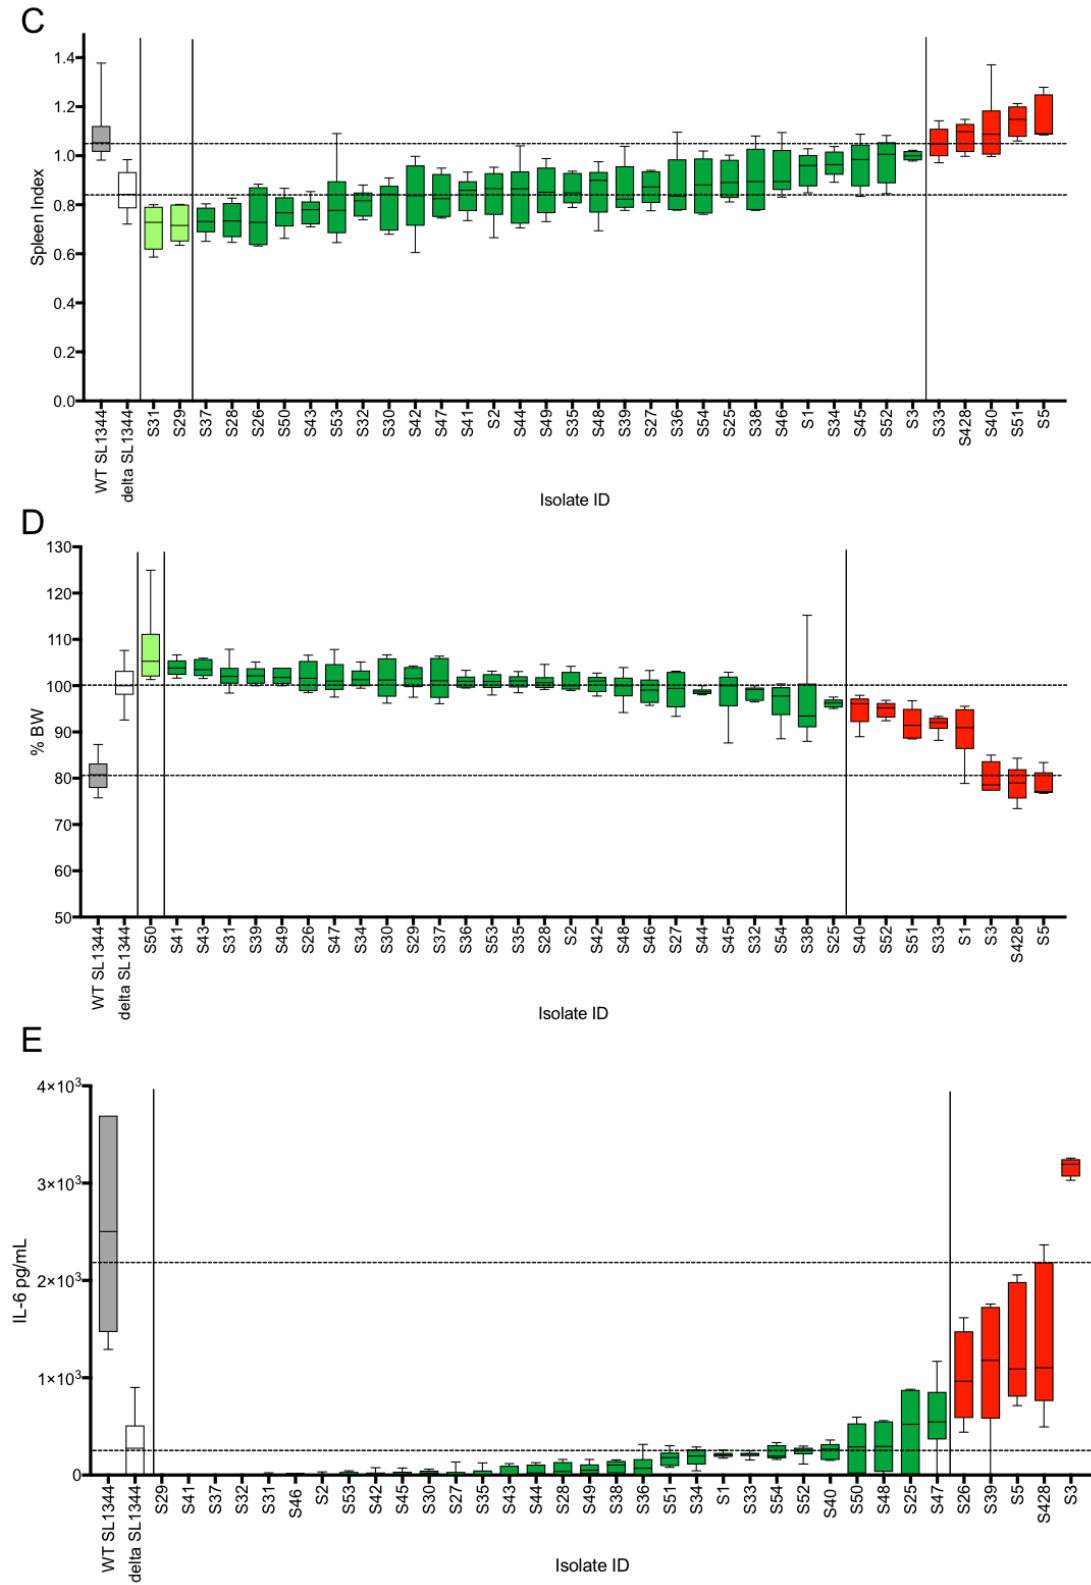 C
1.4
1.2
1.0
0.8
0.6
0.4
0.2
0.0
Spleen Index
WT SL1344
delta SL1344
S31
S29
S37
S28
S26
S50
S43
S53
S32
S30
S42
S47
S41
S2
S44
S49
S35
S48
S39
S27
S36
S54
S25
S38
S46
S1
S34
S45
S52
S3
S33
S428
S40
S51
S5
Isolate ID
D
130
120
110
100
90
80
70
60
50
% BW
WT SL1344
delta SL1344
S50
S41
S43
S31
S39
S49
S26
S47
S34
S30
S29
S37
S36
S53
S35
S28
S2
S42
S48
S46
S27
S44
S45
S32
S54
S38
S25
S40
S52
S51
S33
S1
S3
S428
S5
Isolate ID
E
4×10³
3×10³
2×10³
1×10³
0
IL-6 pg/mL
WT SL1344
delta SL1344
S29
S41
S37
S32
S31
S46
S2
S53
S42
S45
S30
S27
S35
S43
S44
S28
S49
S38
S36
S51
S34
S1
S33
S54
S52
S40
S50
S48
S25
S47
S26
S39
S5
S428
S3
Isolate ID